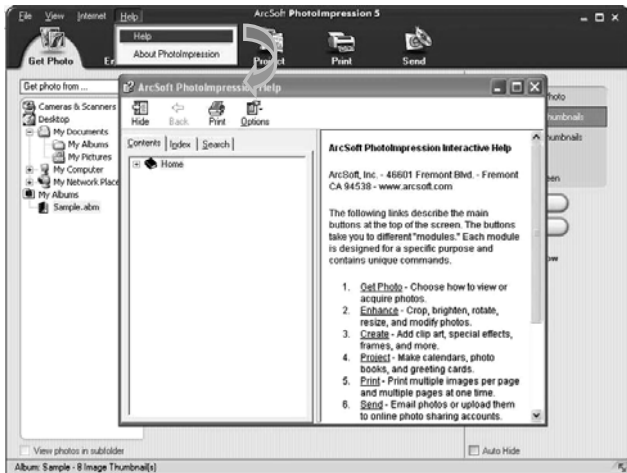 File View Internet Help
ArcSoft PhotoImpression 5
Help
About PhotoImpression
Get Photo
Print
Send
Get photo from ...
Cameras & Scanners
Desktop
My Documents
My Albums
My Pictures
My Computer
My Network Place
My Albums
Sample.abm
ArcSoft PhotoImpression Help
Hide Back Print Options
Contents Index Search
Home
ArcSoft PhotoImpression Interactive Help
ArcSoft, Inc. - 46601 Fremont Blvd. - Fremont
CA 94538 - www.arcsoft.com
The following links describe the main
buttons at the top of the screen. The buttons
take you to different "modules." Each module
is designed for a specific purpose and
contains unique commands.
1. Get Photo - Choose how to view or
acquire photos.
2. Enhance - Crop, brighten, rotate,
resize, and modify photos.
3. Create - Add clip art, special effects,
frames, and more.
4. Project - Make calendars, photo
books, and greeting cards.
5. Print - Print multiple images per page
and multiple pages at one time.
6. Send - Email photos or upload them
to online photo sharing accounts.
View photos in subfolder
Auto Hide
Album: Sample - 8 Image Thumbnail(s)